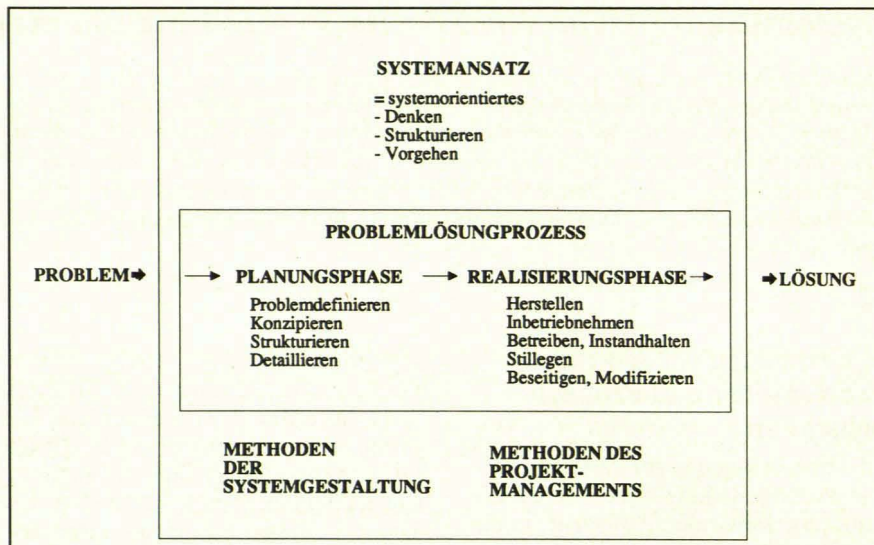 SYSTEMANSATZ
= systemorientiertes
- Denken
- Strukturieren
- Vorgehen
PROBLEMLÖSUNGPROZESS
PROBLEM➡ → PLANUNGSPHASE → REALISIERUNGSPHASE → ➡LÖSUNG
Problemdefinieren
Konzipieren
Strukturieren
Detaillieren
Herstellen
Inbetriebnehmen
Betreiben, Instandhalten
Stillegen
Beseitigen, Modifizieren
METHODEN
DER
SYSTEMGESTALTUNG
METHODEN DES
PROJEKT-
MANAGEMENTS